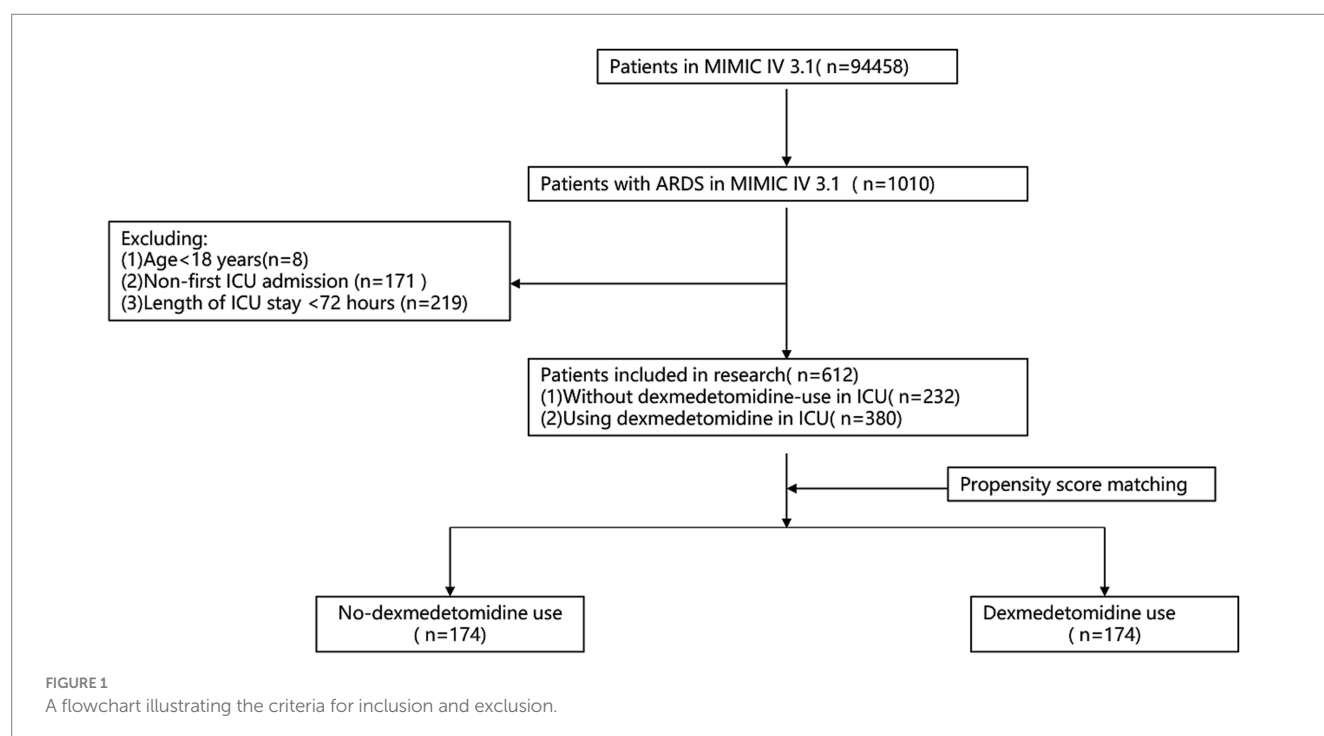 Patients in MIMIC IV 3.1( n=94458)
Patients with ARDS in MIMIC IV 3.1 ( n=1010)
Excluding:
(1)Age<18 years(n=8)
(2)Non-first ICU admission (n=171 )
(3)Length of ICU stay <72 hours (n=219)
Patients included in research( n=612)
(1)Without dexmedetomidine-use in ICU( n=232)
(2)Using dexmedetomidine in ICU( n=380)
Propensity score matching
No-dexmedetomidine use
( n=174)
Dexmedetomidine use
( n=174)
FIGURE 1
A flowchart illustrating the criteria for inclusion and exclusion.